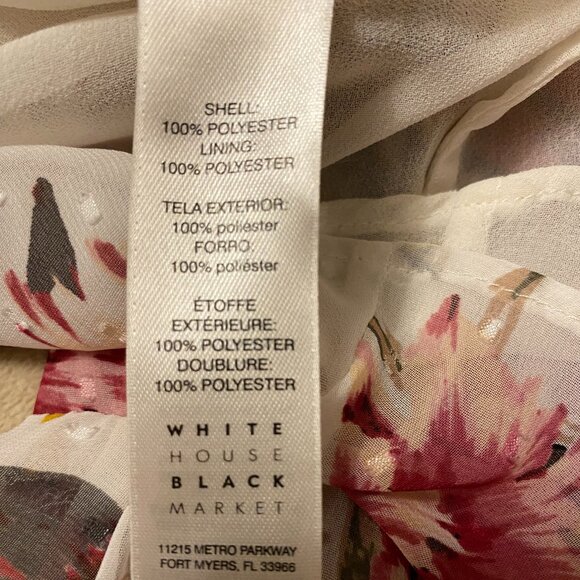 SHELL:
100% POLYESTER
LINING:
100% POLYESTER
TELA EXTERIOR:
100% poliéster
FORRO:
100% poliéster
ÉTOFFE
EXTÉRIEURE:
100% POLYESTER
DOUBLURE:
100% POLYESTER
WHITE
HOUSE
BLACK
MARKET
11215 METRO PARKWAY
FORT MYERS, FL 33966